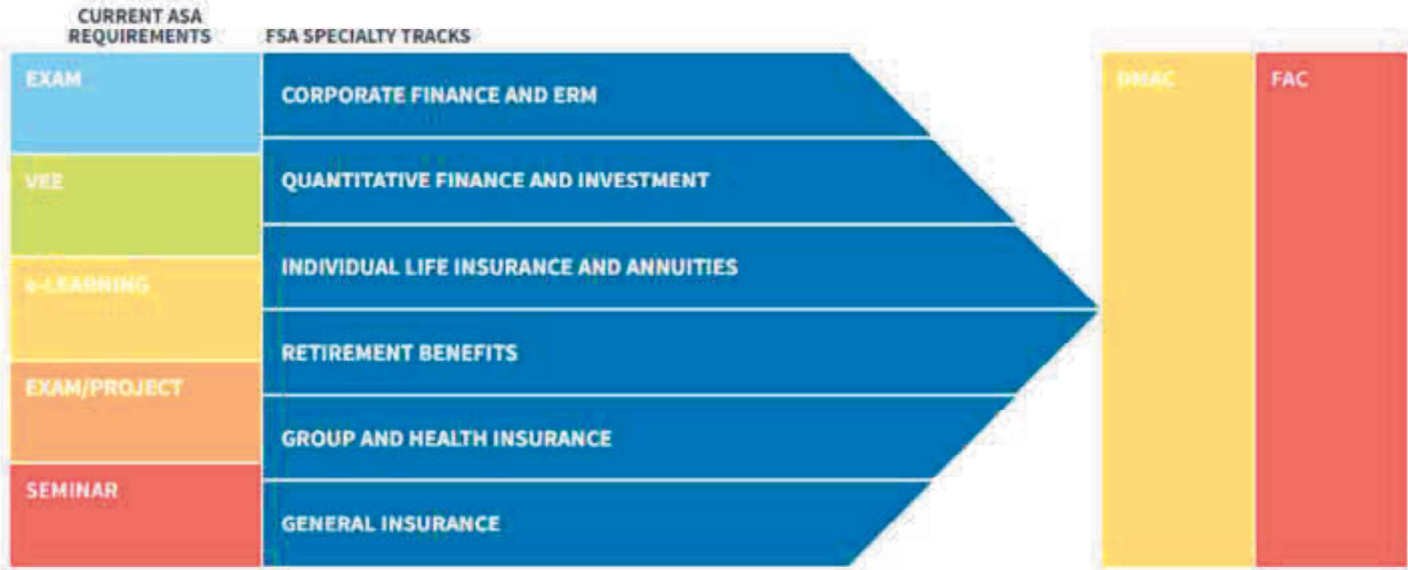 CURRENT ASA
REQUIREMENTS
FSA SPECIALTY TRACKS
EXAM
VEE
e-LEARNING
EXAM/PROJECT
SEMINAR
CORPORATE FINANCE AND ERM
QUANTITATIVE FINANCE AND INVESTMENT
INDIVIDUAL LIFE INSURANCE AND ANNUITIES
RETIREMENT BENEFITS
GROUP AND HEALTH INSURANCE
GENERAL INSURANCE
DMAC
FAC